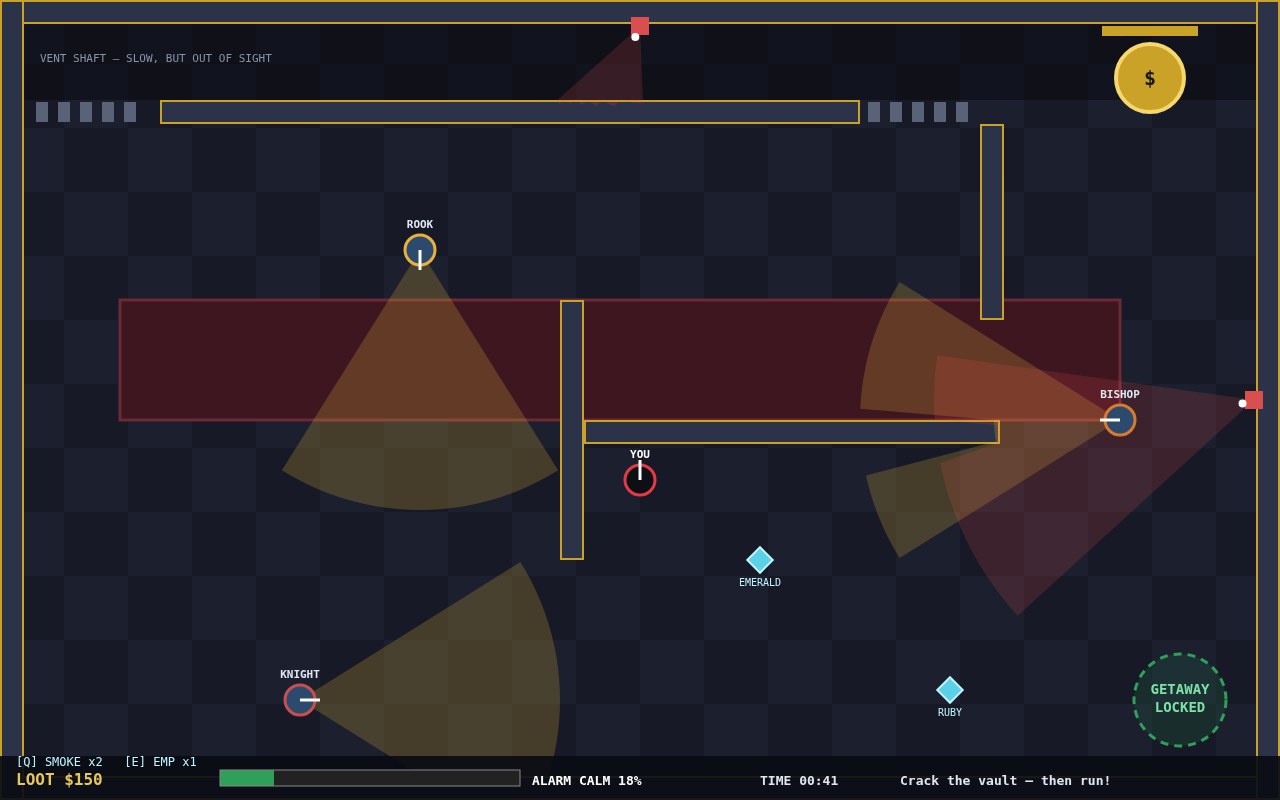 VENT SHAFT — SLOW, BUT OUT OF SIGHT
$
ROOK
BISHOP
YOU
EMERALD
KNIGHT
RUBY
GETAWAY
LOCKED
[Q] SMOKE x2 [E] EMP x1
LOOT $150
ALARM CALM 18%
TIME 00:41
Crack the vault — then run!